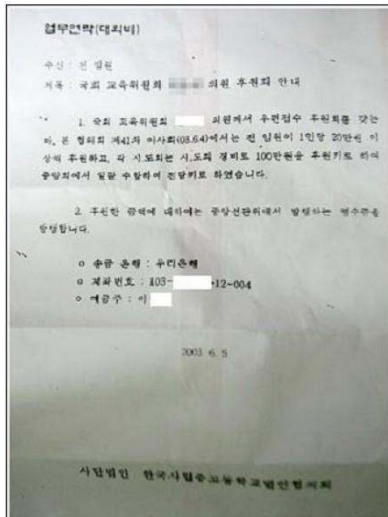 업무연락(대외비)
수신 : 전 임원
제목 : 국회 교육위원회 의원 후원회 안내
1. 국회 교육위원회 의원께서 우편접수 후원회를 갖는
바, 본 협의회 제41차 이사회(03.6.4)에서는 전 임원이 1인당 20만원 이
상씩 후원하고, 각 시.도회는 시.도회 경비로 100만원을 후원키로 하여
중앙회에서 일괄 수합하여 전달키로 하였습니다.
2. 후원한 금액에 대하여는 중앙선관위에서 발행하는 영수증을
발행합니다.
o 송금 은행 : 우리은행
o 계좌번호 : 103- -12-004
o 예금주 : 이
2003 6. 5
사단법인 한국사립중고등학교법인협의회